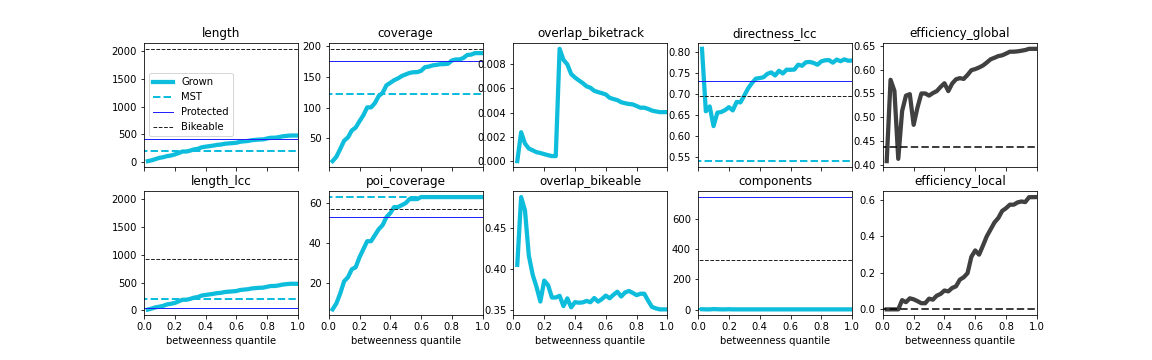 length
coverage
overlap_biketrack
directness_lcc
efficiency_global
2000
1500
1000
500
0
Grown
MST
Protected
Bikeable
200
150
100
50
0.008
0.006
0.004
0.002
0.000
0.80
0.75
0.70
0.65
0.60
0.55
0.65
0.60
0.55
0.50
0.45
0.40
length_lcc
poi_coverage
overlap_bikeable
components
efficiency_local
2000
1500
1000
500
0
60
40
20
0.45
0.40
0.35
600
400
200
0
0.6
0.4
0.2
0.0
0.0 0.2 0.4 0.6 0.8 1.0
0.0 0.2 0.4 0.6 0.8 1.0
0.0 0.2 0.4 0.6 0.8 1.0
0.0 0.2 0.4 0.6 0.8 1.0
0.0 0.2 0.4 0.6 0.8 1.0
betweenness quantile
betweenness quantile
betweenness quantile
betweenness quantile
betweenness quantile